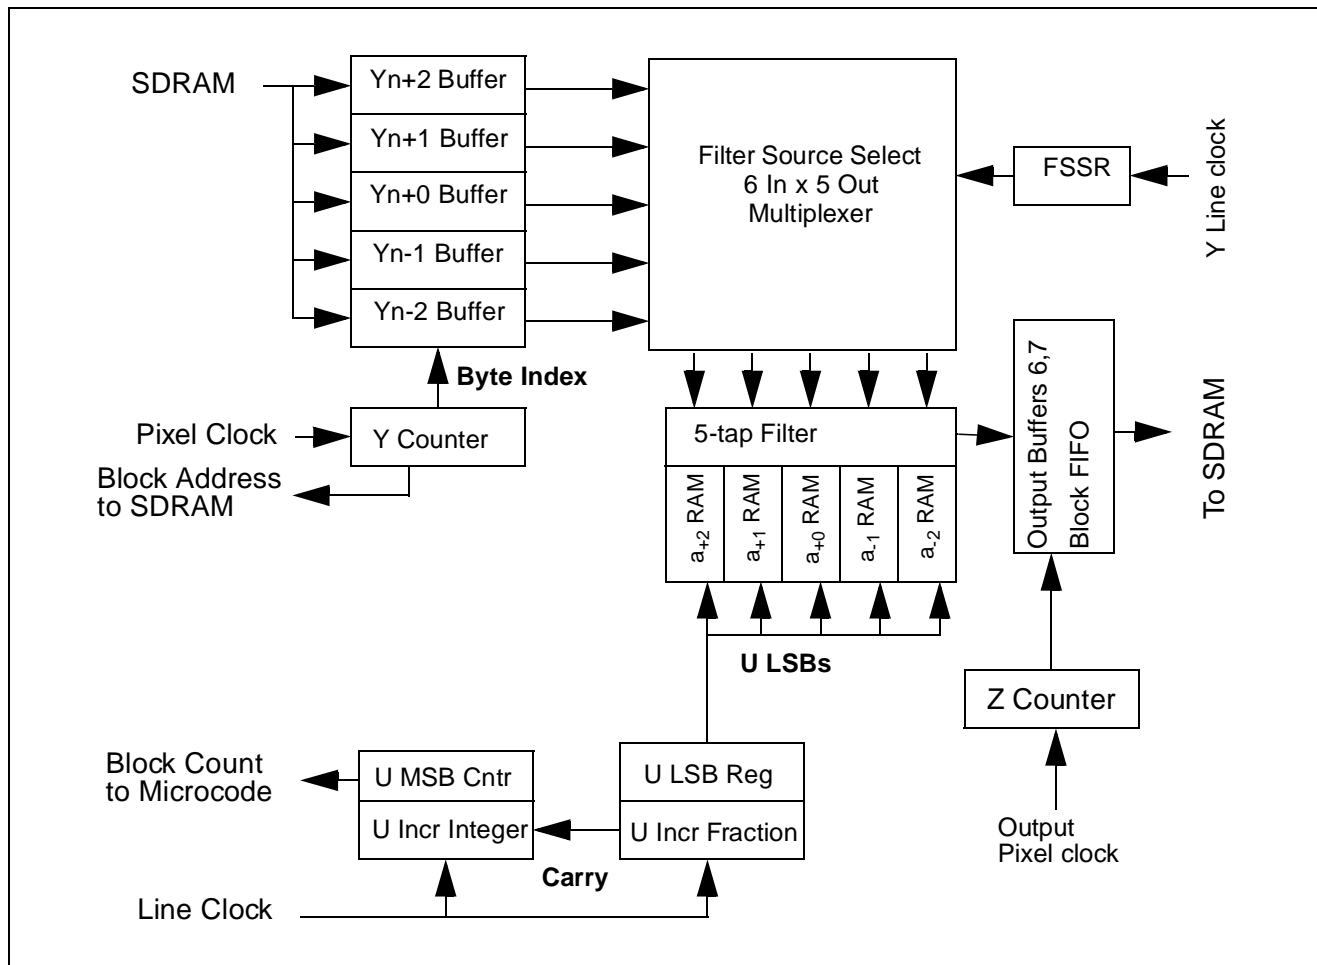 SDRAM
Yn+2 Buffer
Yn+1 Buffer
Yn+0 Buffer
Yn-1 Buffer
Yn-2 Buffer
Filter Source Select
6 In x 5 Out
Multiplexer
FSSR
Y Line clock
Byte Index
Pixel Clock
Y Counter
Block Address
to SDRAM
5-tap Filter
a+2 RAM
a+1 RAM
a+0 RAM
a-1 RAM
a-2 RAM
Output Buffers 6,7
Block FIFO
To SDRAM
U LSBs
Z Counter
Output
Pixel clock
Block Count
to Microcode
U MSB Cntr
U Incr Integer
U LSB Reg
U Incr Fraction
Carry
Line Clock